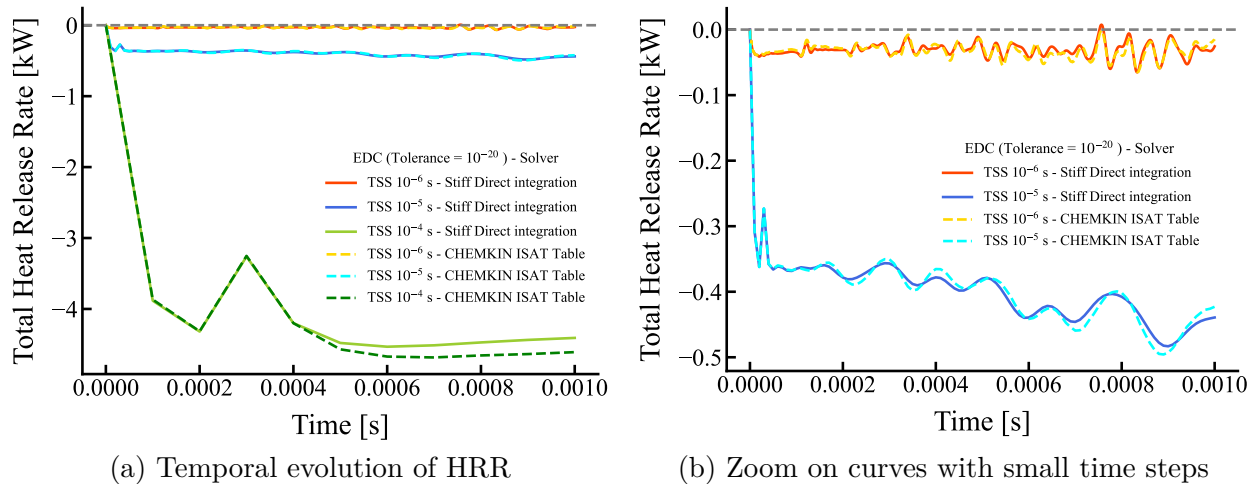 Total Heat Release Rate [kW]
0
−1
−2
−3
−4
EDC (Tolerance = 10⁻²⁰ ) - Solver
TSS 10⁻⁶ s - Stiff Direct integration
TSS 10⁻⁵ s - Stiff Direct integration
TSS 10⁻⁴ s - Stiff Direct integration
TSS 10⁻⁶ s - CHEMKIN ISAT Table
TSS 10⁻⁵ s - CHEMKIN ISAT Table
TSS 10⁻⁴ s - CHEMKIN ISAT Table
0.0000 0.0002 0.0004 0.0006 0.0008 0.0010
Time [s]
(a) Temporal evolution of HRR
Total Heat Release Rate [kW]
0.0
−0.1
−0.2
−0.3
−0.4
−0.5
EDC (Tolerance = 10⁻²⁰ ) - Solver
TSS 10⁻⁶ s - Stiff Direct integration
TSS 10⁻⁵ s - Stiff Direct integration
TSS 10⁻⁶ s - CHEMKIN ISAT Table
TSS 10⁻⁵ s - CHEMKIN ISAT Table
0.0000 0.0002 0.0004 0.0006 0.0008 0.0010
Time [s]
(b) Zoom on curves with small time steps